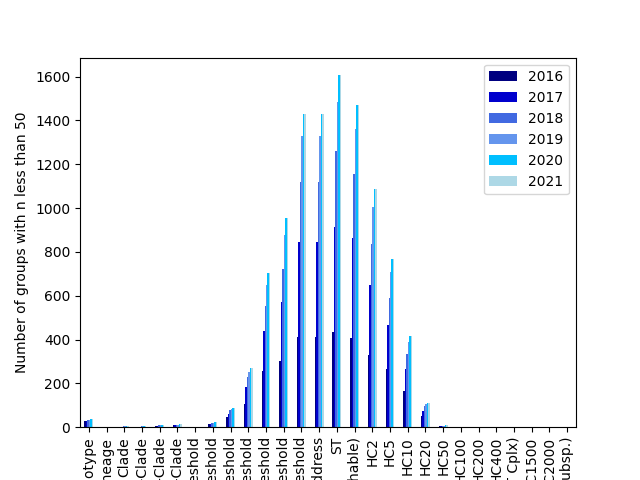 Number of groups with n less than 50
1600
1400
1200
1000
800
600
400
200
0
2016
2017
2018
2019
2020
2021
otype
neage
Clade
-Clade
-Clade
-Clade
eshold
eshold
eshold
eshold
eshold
eshold
eshold
ddress
ST
hable)
HC2
HC5
HC10
HC20
HC50
HC100
HC200
HC400
Cplx)
C1500
C2000
ubsp.)